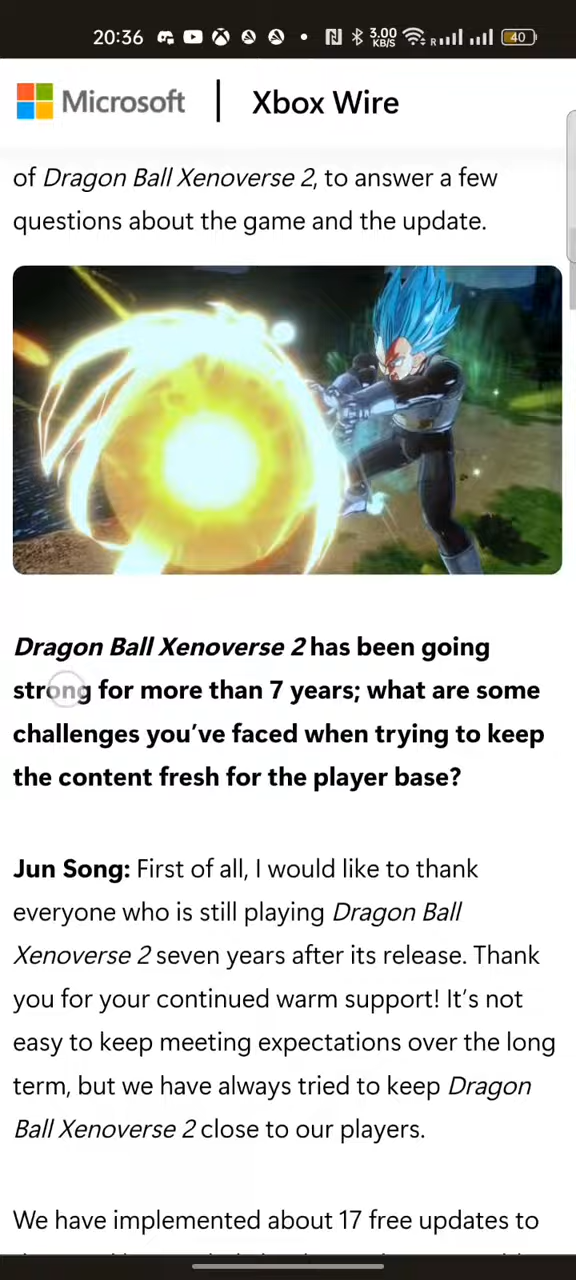 20:36
3.00
KB/S
R
40
Microsoft | Xbox Wire
of Dragon Ball Xenoverse 2, to answer a few
questions about the game and the update.
Dragon Ball Xenoverse 2 has been going
strong for more than 7 years; what are some
challenges you’ve faced when trying to keep
the content fresh for the player base?
Jun Song: First of all, I would like to thank
everyone who is still playing Dragon Ball
Xenoverse 2 seven years after its release. Thank
you for your continued warm support! It’s not
easy to keep meeting expectations over the long
term, but we have always tried to keep Dragon
Ball Xenoverse 2 close to our players.
We have implemented about 17 free updates to